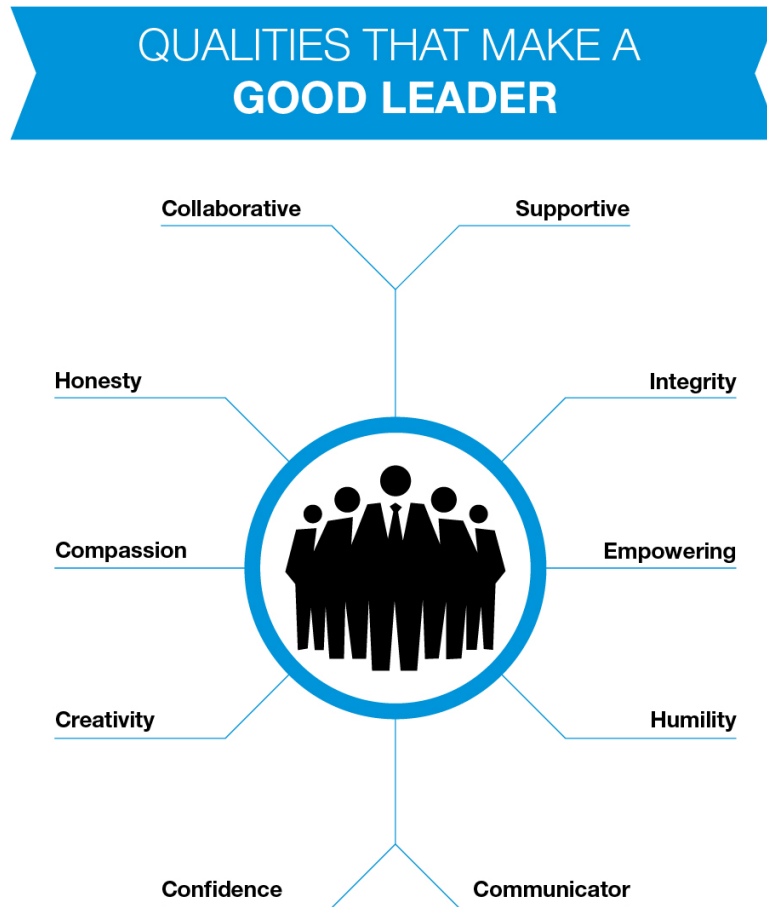 QUALITIES THAT MAKE A
GOOD LEADER
Collaborative
Supportive
Honesty
Integrity
Compassion
Empowering
Creativity
Humility
Confidence
Communicator